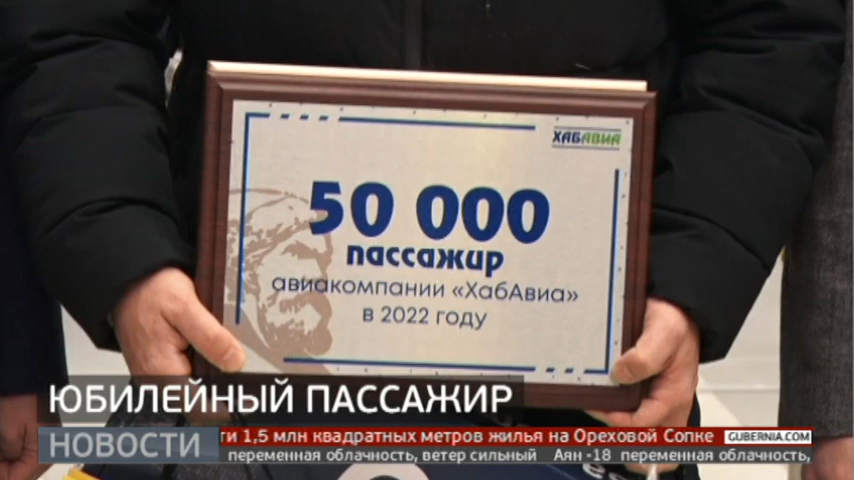 ХАБАВИА
50 000
пассажир
авиакомпании «ХабАвиа»
в 2022 году
ЮБИЛЕЙНЫЙ ПАССАЖИР
НОВОСТИ
ти 1,5 млн квадратных метров жилья на Ореховой Сопке
GUBERNIA.COM
переменная облачность, ветер сильный Аян -18 переменная облачность,